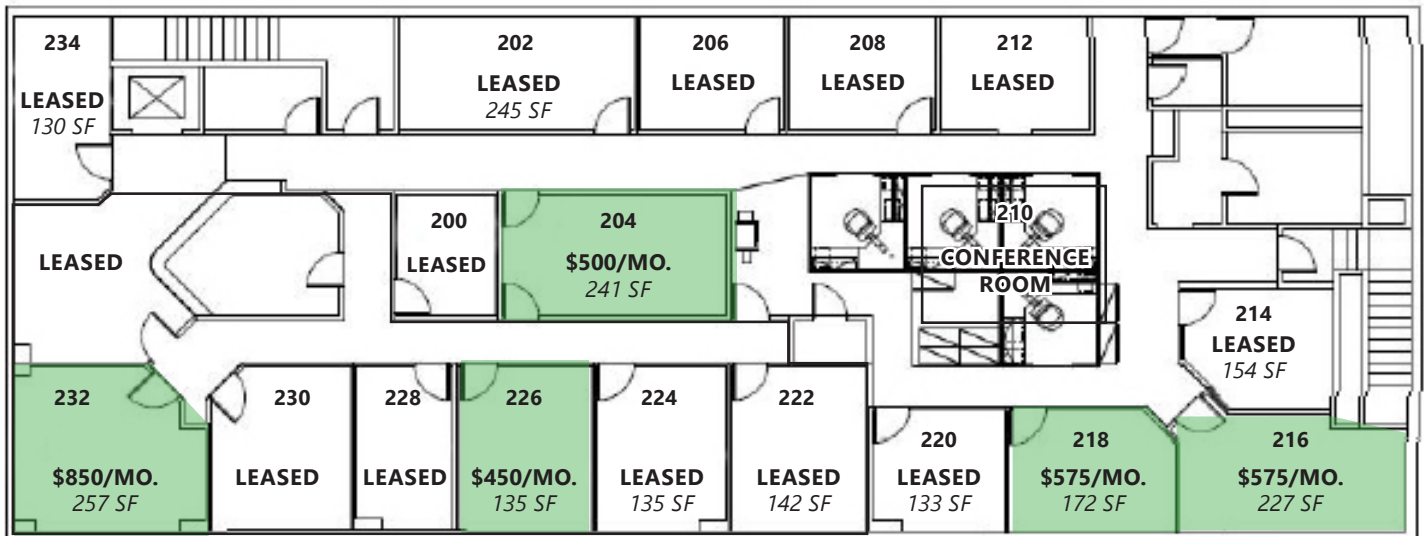 234
LEASED
130 SF
202
LEASED
245 SF
206
LEASED
208
LEASED
212
LEASED
LEASED
200
LEASED
204
$500/MO.
241 SF
210
CONFERENCE
ROOM
214
LEASED
154 SF
232
$850/MO.
257 SF
230
LEASED
228
LEASED
226
$450/MO.
135 SF
224
LEASED
135 SF
222
LEASED
142 SF
220
LEASED
133 SF
218
$575/MO.
172 SF
216
$575/MO.
227 SF